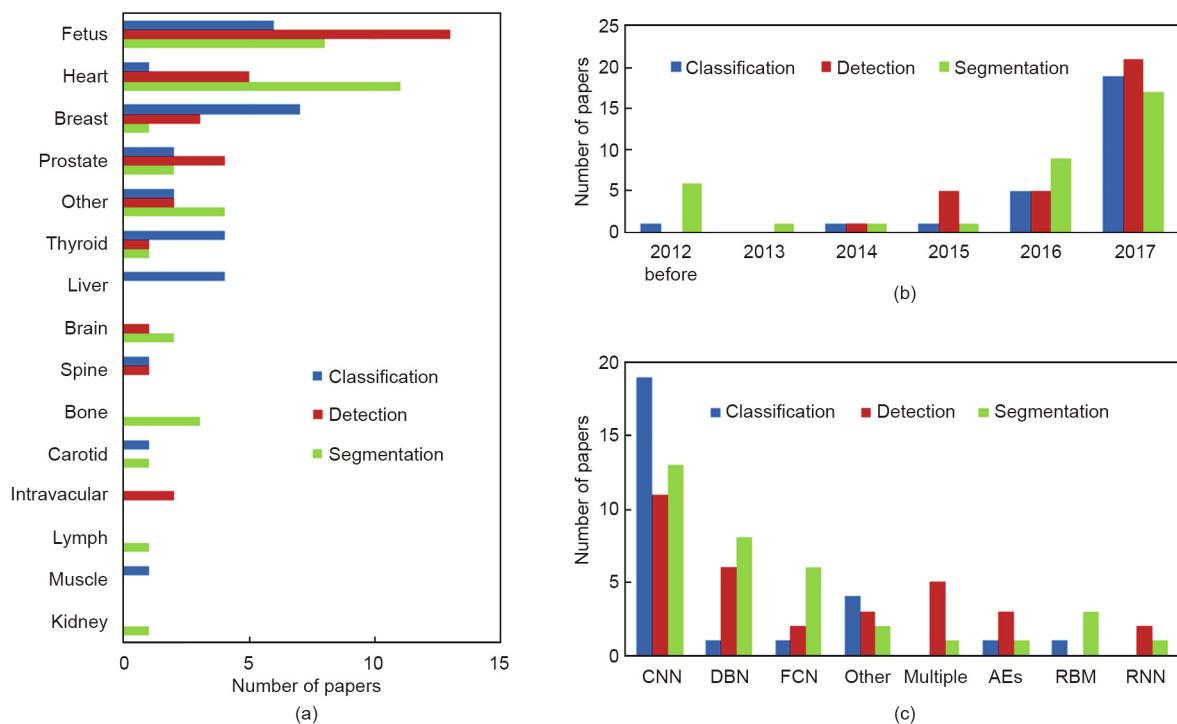 Fetus
Heart
Breast
Prostate
Other
Thyroid
Liver
Brain
Spine
Bone
Carotid
Intravacular
Lymph
Muscle
Kidney
Classification
Detection
Segmentation
0 5 10 15
Number of papers
(a)
25
20
15
10
5
0
Number of papers
Classification Detection Segmentation
2012 before 2013 2014 2015 2016 2017
(b)
20
15
10
5
0
Number of papers
Classification Detection Segmentation
CNN DBN FCN Other Multiple AEs RBM RNN
(c)